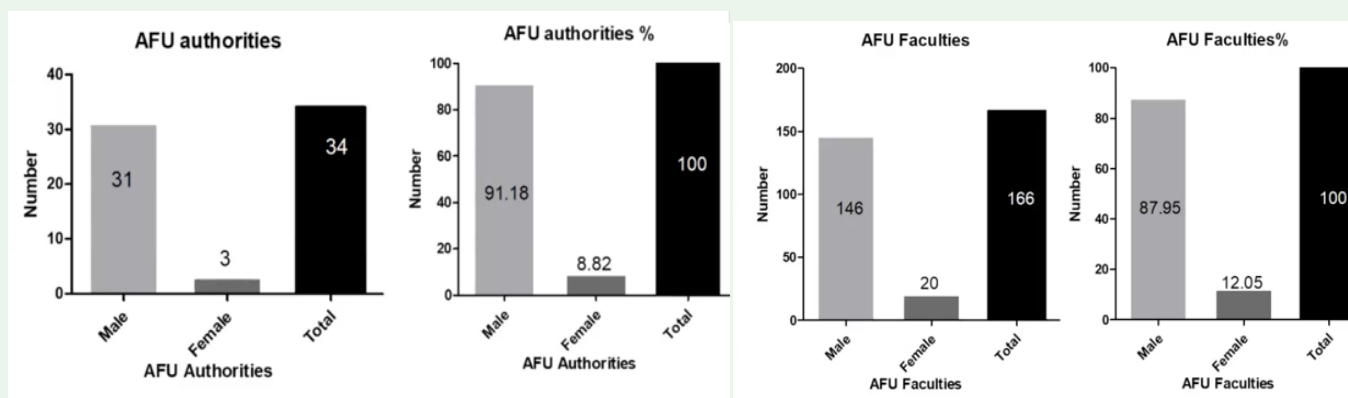 AFU authorities
40
30
20
10
0
Number
31
3
34
Male
Female
Total
AFU Authorities
AFU authorities %
100
80
60
40
20
0
Number
91.18
8.82
100
Male
Female
Total
AFU Authorities
AFU Faculties
200
150
100
50
0
Number
146
20
166
Male
Female
Total
AFU Faculties
AFU Faculties%
100
80
60
40
20
0
Number
87.95
12.05
100
Male
Female
Total
AFU Faculties